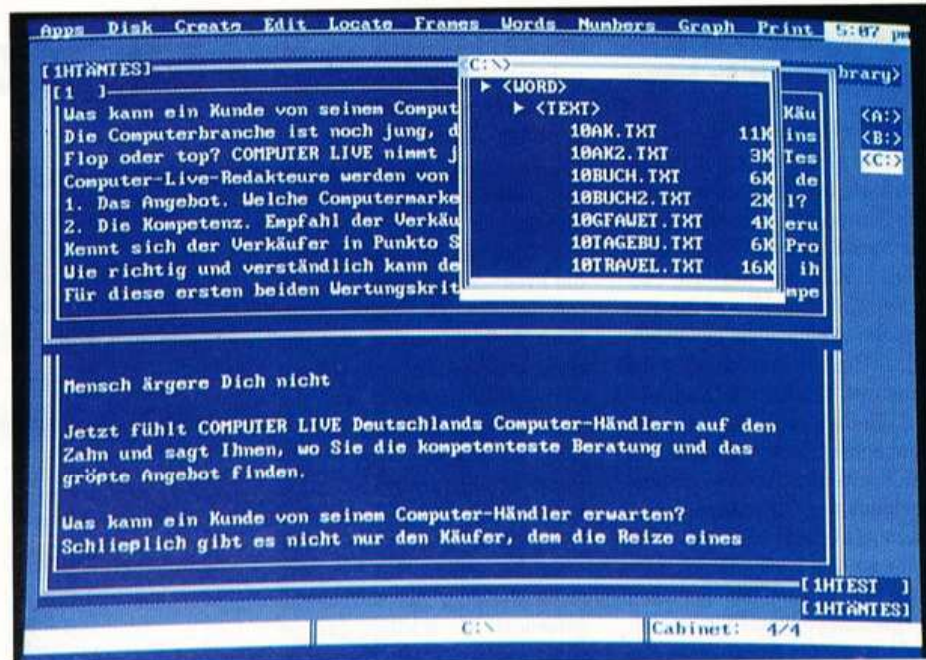 Apps Disk Create Edit Locate Frames Words Numbers Graph Print 5:07 pm
[1HTÄMTES]
[1 ]
Was kann ein Kunde von seinem Comput
Die Computerbranche ist noch jung, d
Flop oder top? COMPUTER LIVE nimmt j
Computer-Live-Redakteure werden von
1. Das Angebot. Welche Computermarke
2. Die Kompetenz. Empfahl der Verkäu
Kennt sich der Verkäufer in Punkto S
Wie richtig und verständlich kann de
Für diese ersten beiden Wertungskrit
<C:\>
<WORD>
<TEXT>
10AK.TXT 11K
10AK2.TXT 3K
10BUCH.TXT 6K
10BUCH2.TXT 2K
10GFAWET.TXT 4K
10TAGEBU.TXT 6K
10TRAVEL.TXT 16K
brary>
Käu
ins
Tes
de
l?
eru
Pro
ih
mpe
<A:>
<B:>
<C:>
Mensch ärgere Dich nicht
Jetzt fühlt COMPUTER LIVE Deutschlands Computer-Händlern auf den
Zahn und sagt Ihnen, wo Sie die kompetenteste Beratung und das
gröpte Angebot finden.
Was kann ein Kunde von seinem Computer-Händler erwarten?
Schlieplich gibt es nicht nur den Käufer, dem die Reize eines
[1HTEST ]
[1HTÄMTES]
C:\ Cabinet: 4/4